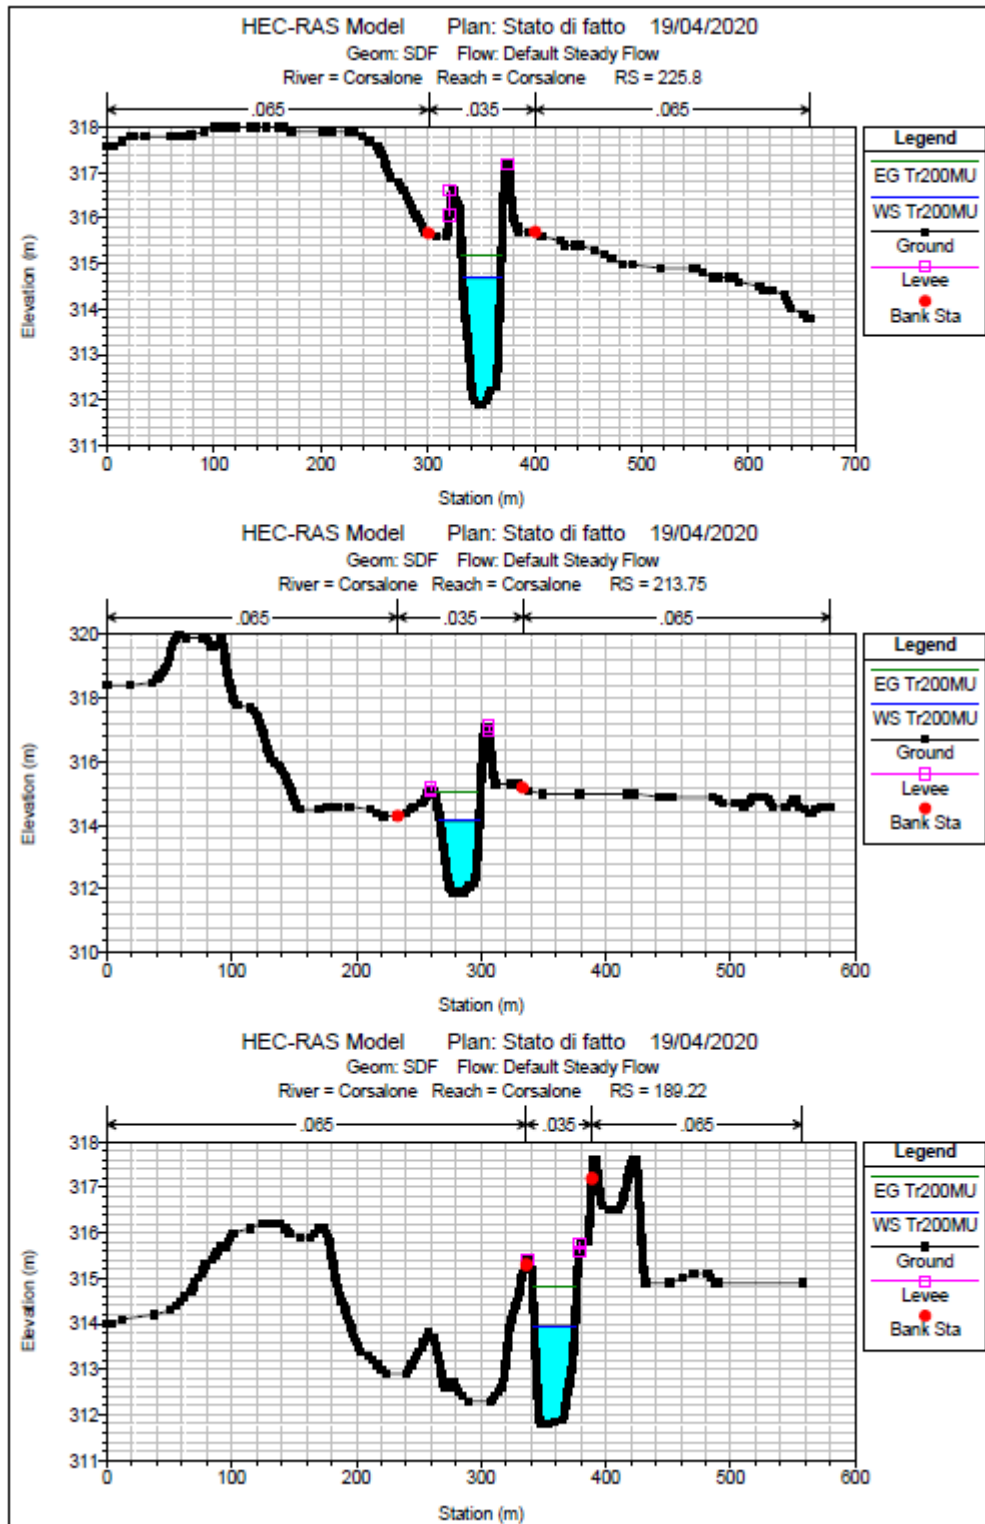 HEC-RAS Model Plan: Stato di fatto 19/04/2020
Geom: SDF Flow: Default Steady Flow
River = Corsalone Reach = Corsalone RS = 225.8
.065 .035 .065
318
317
316
315
314
313
312
311
Elevation (m)
0 100 200 300 400 500 600 700
Station (m)
Legend
EG Tr200MU
WS Tr200MU
Ground
Levee
Bank Sta
HEC-RAS Model Plan: Stato di fatto 19/04/2020
Geom: SDF Flow: Default Steady Flow
River = Corsalone Reach = Corsalone RS = 213.75
.065 .035 .065
320
318
316
314
312
310
Elevation (m)
0 100 200 300 400 500 600
Station (m)
Legend
EG Tr200MU
WS Tr200MU
Ground
Levee
Bank Sta
HEC-RAS Model Plan: Stato di fatto 19/04/2020
Geom: SDF Flow: Default Steady Flow
River = Corsalone Reach = Corsalone RS = 189.22
.065 .035 .065
318
317
316
315
314
313
312
311
Elevation (m)
0 100 200 300 400 500 600
Station (m)
Legend
EG Tr200MU
WS Tr200MU
Ground
Levee
Bank Sta